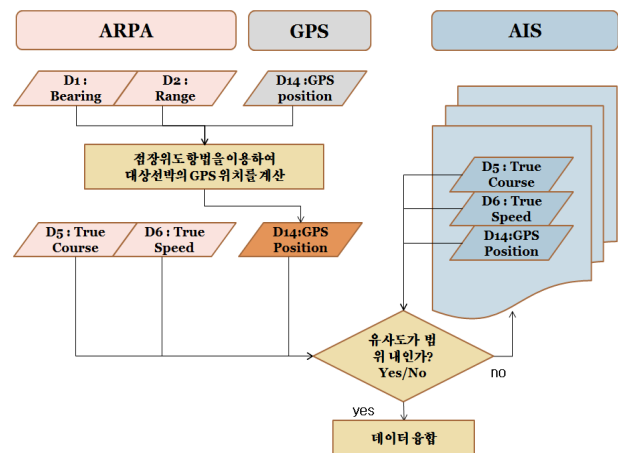 ARPA
GPS
AIS
D1 :
Bearing
D2 :
Range
D14 :GPS
position
점장위도항법을이용하여
대상선박의 GPS 위치를 계산
D5 : True
Course
D6 : True
Speed
D14:GPS
Position
D5 : True
Course
D6 : True
Speed
D14:GPS
Position
유사도가 범
위 내인가?
Yes/No
no
yes
데이터 융합